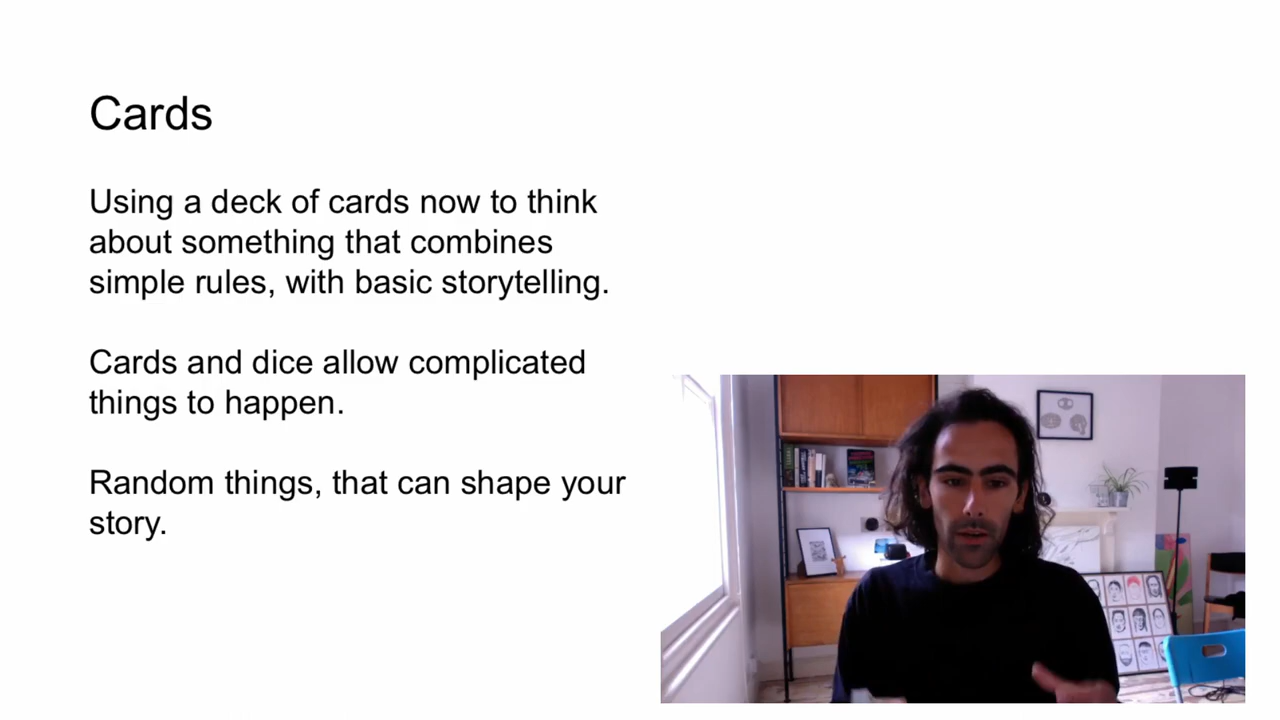 Cards
Using a deck of cards now to think
about something that combines
simple rules, with basic storytelling.
Cards and dice allow complicated
things to happen.
Random things, that can shape your
story.